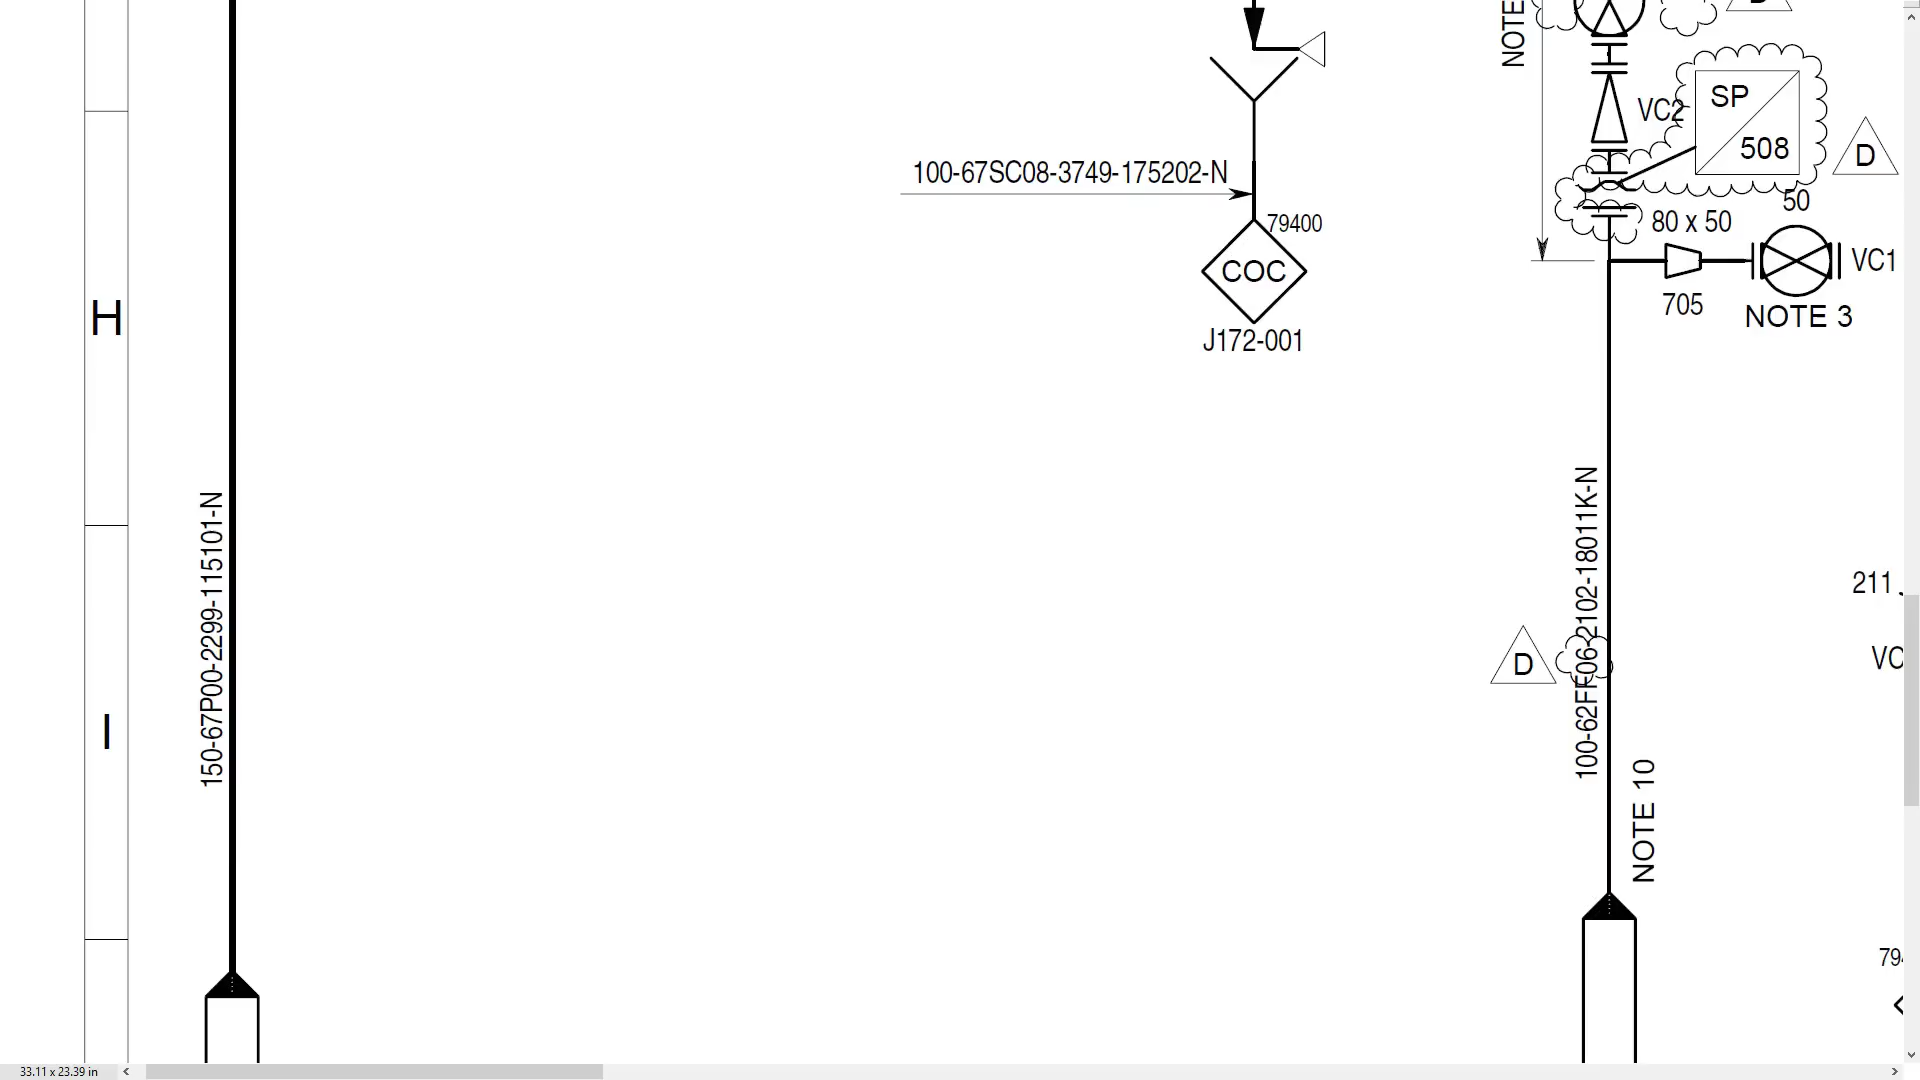 NOTE
VC2
SP
508
D
100-67SC08-3749-175202-N
79400
COC
J172-001
50
80 x 50
VC1
705
NOTE 3
H
150-67P00-2299-115101-N
I
100-62FF06-2102-18011K-N
D
NOTE 10
211
VC
79
33.11 x 23.39 in